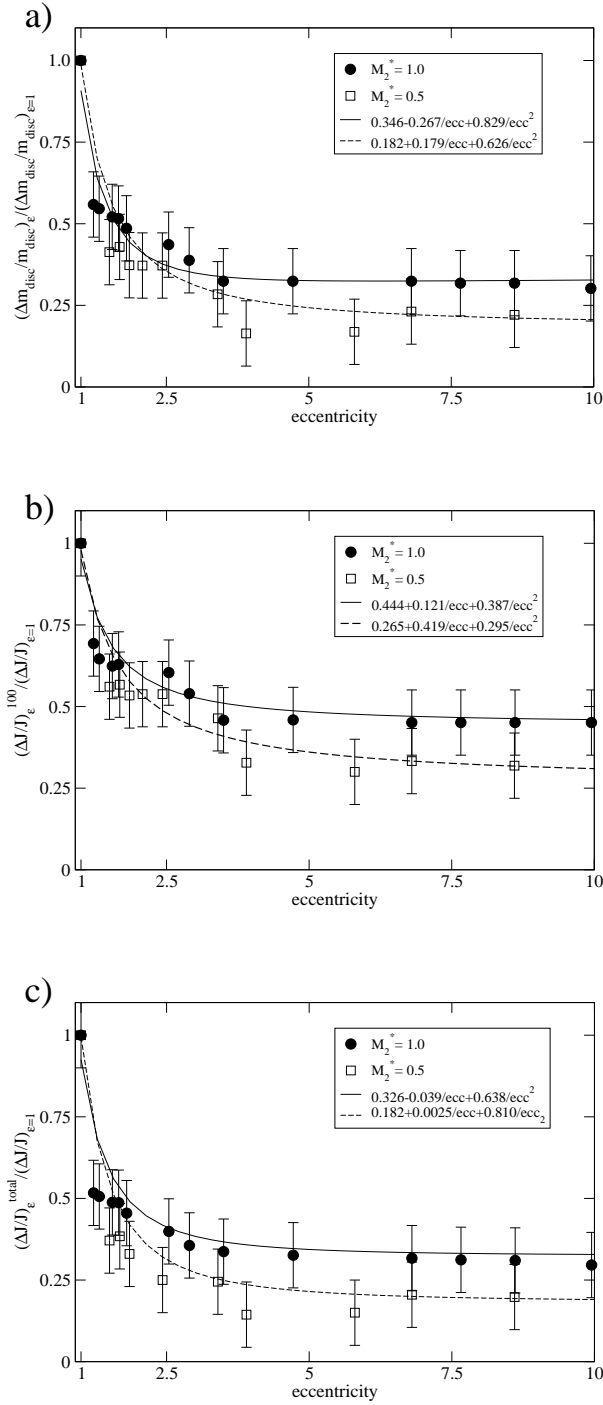 a)
1.0
0.75
0.5
0.25
0
(Δm_disc/m_disc)_ε/(Δm_disc/m_disc)_ε=1
M_2^* = 1.0
M_2^* = 0.5
0.346-0.267/ecc+0.829/ecc^2
0.182+0.179/ecc+0.626/ecc^2
1 2.5 5 7.5 10
eccentricity
b)
1
0.75
0.5
0.25
0
(ΔJ/J)_ε^100/(ΔJ/J)_ε=1
M_2^* = 1.0
M_2^* = 0.5
0.444+0.121/ecc+0.387/ecc^2
0.265+0.419/ecc+0.295/ecc^2
1 2.5 5 7.5 10
eccentricity
c)
1
0.75
0.5
0.25
0
(ΔJ/J)_ε^total/(ΔJ/J)_ε=1
M_2^* = 1.0
M_2^* = 0.5
0.326-0.039/ecc+0.638/ecc^2
0.182+0.0025/ecc+0.810/ecc_2
1 2.5 5 7.5 10
eccentricity